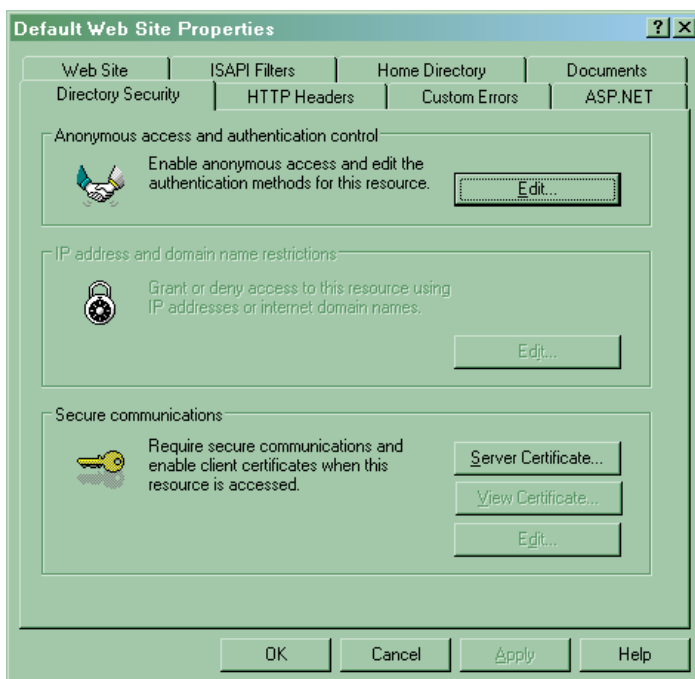 Default Web Site Properties
Web Site ISAPI Filters Home Directory Documents
Directory Security HTTP Headers Custom Errors ASP.NET
Anonymous access and authentication control
Enable anonymous access and edit the
authentication methods for this resource.
Edit...
IP address and domain name restrictions
Grant or deny access to this resource using
IP addresses or internet domain names.
Edit...
Secure communications
Require secure communications and
enable client certificates when this
resource is accessed.
Server Certificate...
View Certificate...
Edit...
OK Cancel Apply Help